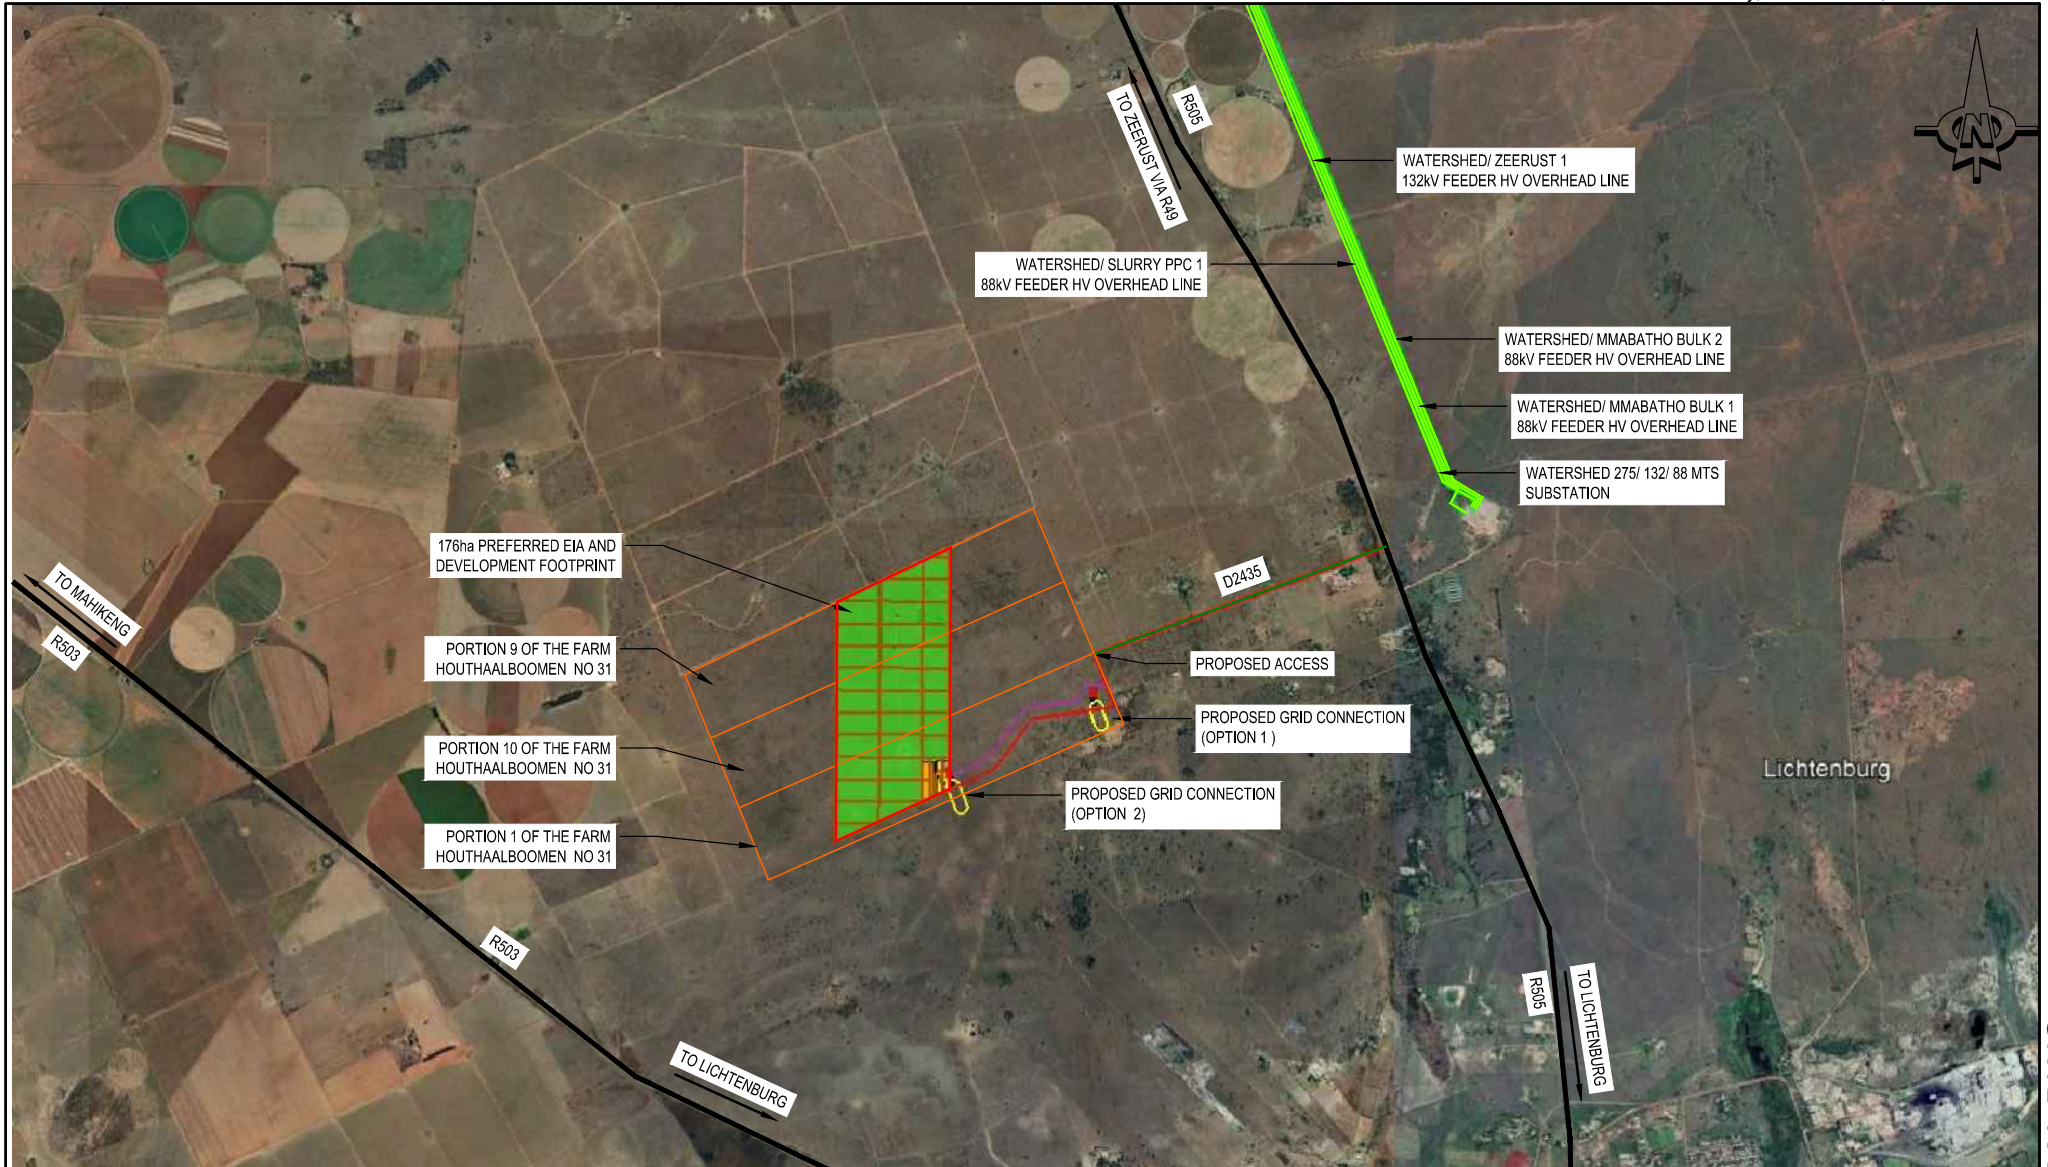 R505
TO ZEERUST VIA R49
N
WATERSHED/ ZEERUST 1
132kV FEEDER HV OVERHEAD LINE
WATERSHED/ SLURRY PPC 1
88kV FEEDER HV OVERHEAD LINE
WATERSHED/ MMABATHO BULK 2
88kV FEEDER HV OVERHEAD LINE
WATERSHED/ MMABATHO BULK 1
88kV FEEDER HV OVERHEAD LINE
WATERSHED 275/ 132/ 88 MTS
SUBSTATION
176ha PREFERRED EIA AND
DEVELOPMENT FOOTPRINT
D2435
TO MAHIKENG
R503
PORTION 9 OF THE FARM
HOUTHAALBOOMEN NO 31
PROPOSED ACCESS
PROPOSED GRID CONNECTION
(OPTION 1 )
PORTION 10 OF THE FARM
HOUTHAALBOOMEN NO 31
Lichtenburg
PROPOSED GRID CONNECTION
(OPTION 2)
PORTION 1 OF THE FARM
HOUTHAALBOOMEN NO 31
R503
R505
TO LICHTENBURG
TO LICHTENBURG